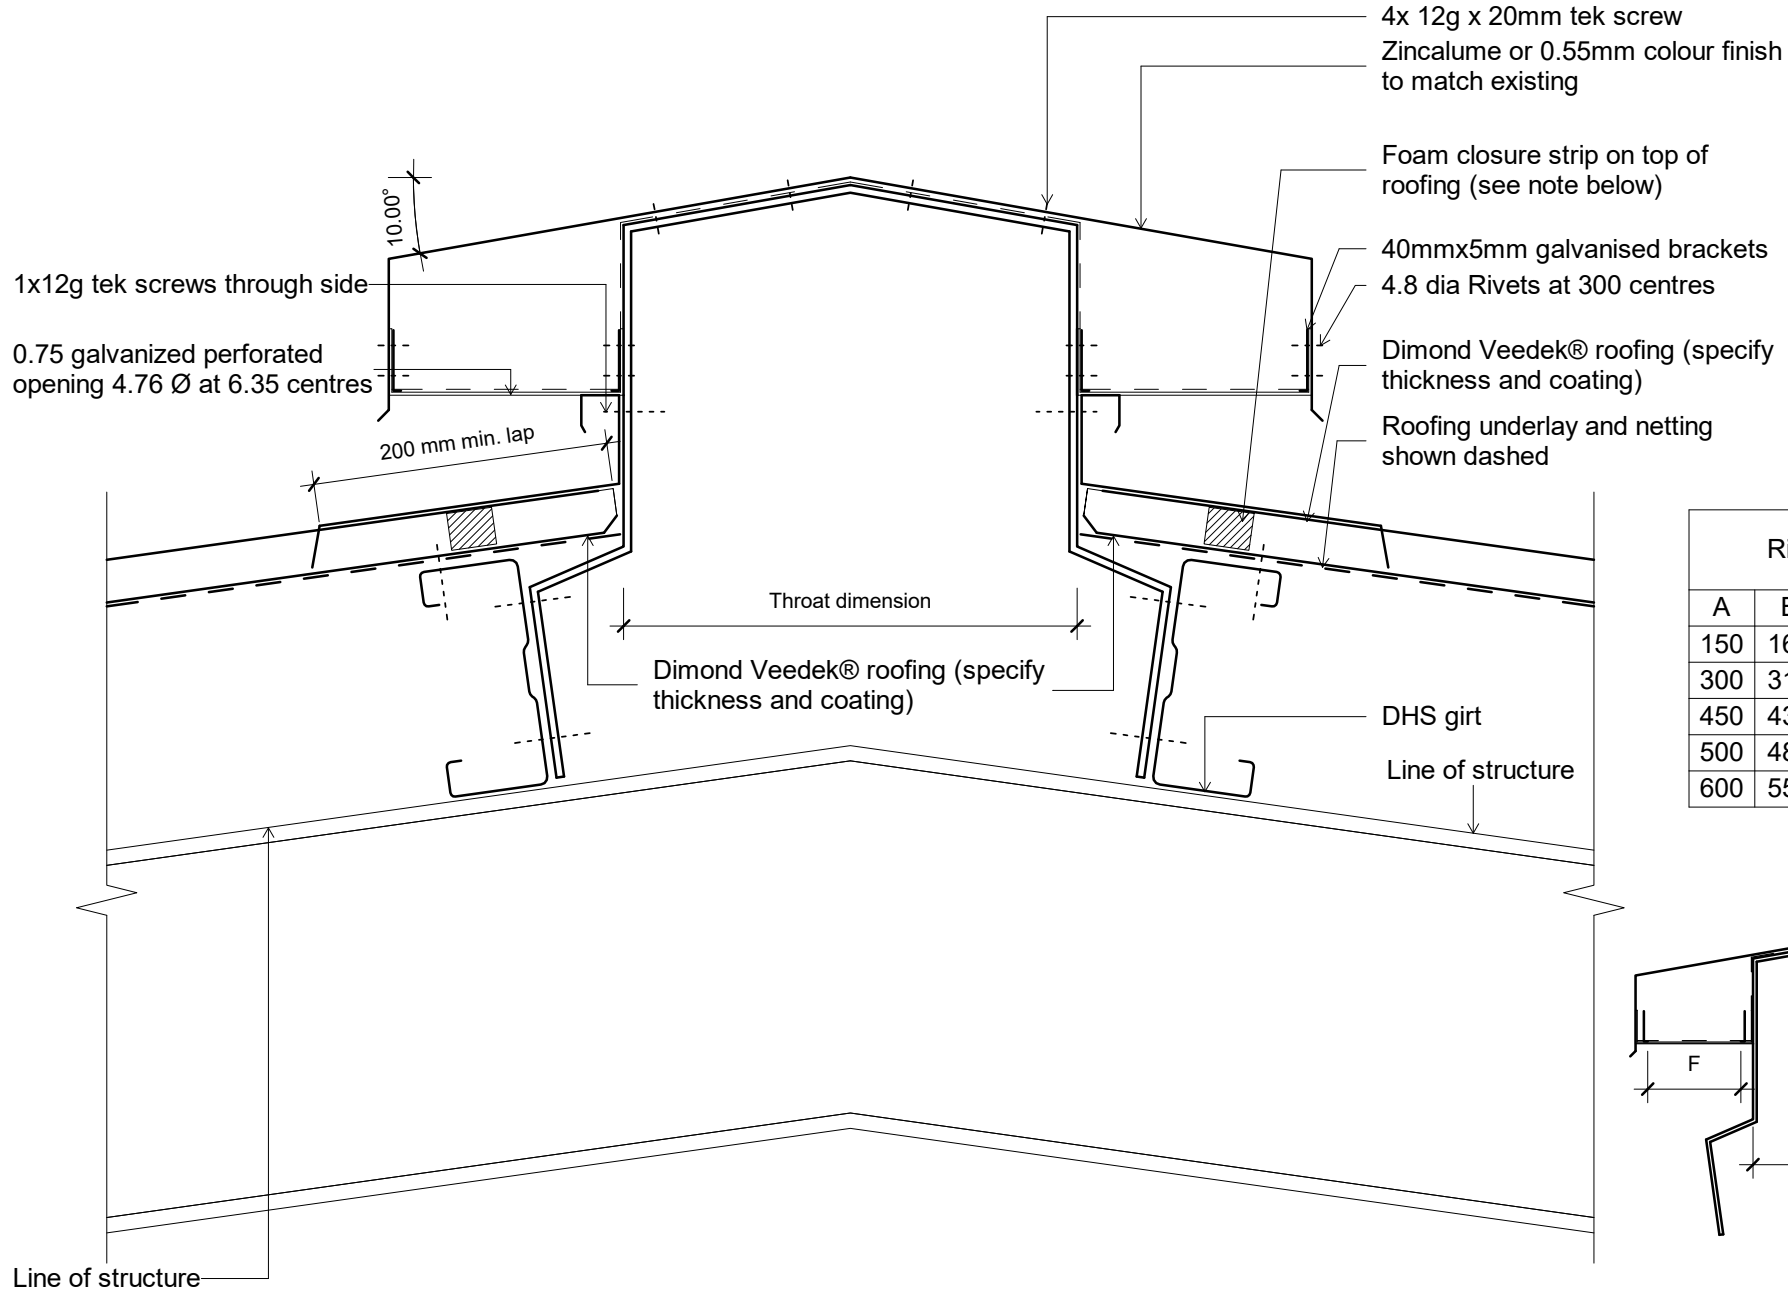 4x 12g x 20mm tek screw
Zincalume or 0.55mm colour finish
to match existing
Foam closure strip on top of
roofing (see note below)
10.00°
40mmx5mm galvanised brackets
1x12g tek screws through side
4.8 dia Rivets at 300 centres
0.75 galvanized perforated
opening 4.76 Ø at 6.35 centres
Dimond Veedek® roofing (specify
thickness and coating)
Roofing underlay and netting
shown dashed
200 mm min. lap
Throat dimension
Dimond Veedek® roofing (specify
thickness and coating)
DHS girt
Line of structure
A
150
300
450
500
600
F
Line of structure